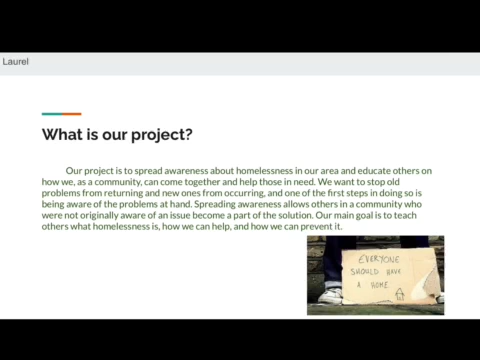 Laurel
What is our project?
Our project is to spread awareness about homelessness in our area and educate others on
how we, as a community, can come together and help those in need. We want to stop old
problems from returning and new ones from occurring, and one of the first steps in doing so is
being aware of the problems at hand. Spreading awareness allows others in a community who
were not originally aware of an issue become a part of the solution. Our main goal is to teach
others what homelessness is, how we can help, and how we can prevent it.
EVERYONE
SHOULD HAVE
A HOME